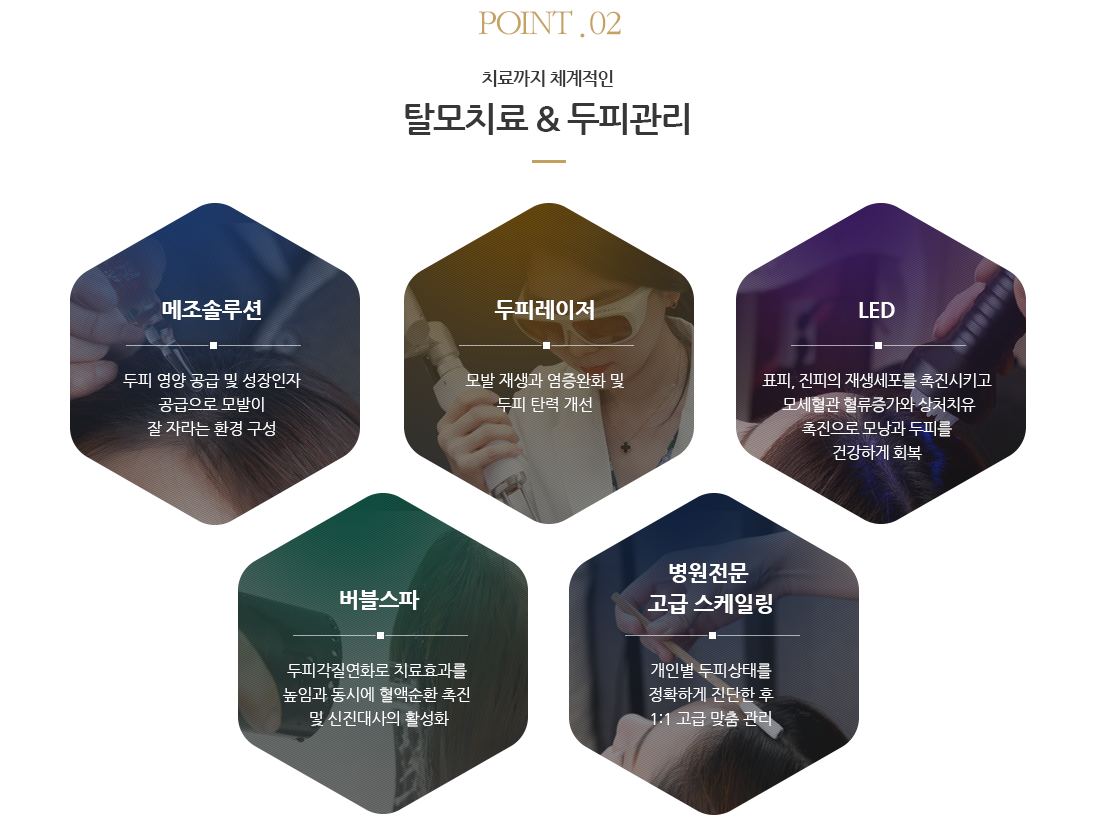 POINT .02
치료까지 체계적인
탈모치료 & 두피관리
메조솔루션
두피 영양 공급 및 성장인자
공급으로 모발이
잘 자라는 환경 구성
두피레이저
모발 재생과 염증완화 및
두피 탄력 개선
LED
표피, 진피의 재생세포를 촉진시키고
모세혈관 혈류증가와 상처치유
촉진으로 모낭과 두피를
건강하게 회복
버블스파
두피각질연화로 치료효과를
높임과 동시에 혈액순환 촉진
및 신진대사의 활성화
병원전문
고급 스케일링
개인별 두피상태를
정확하게 진단한 후
1:1 고급 맞춤 관리